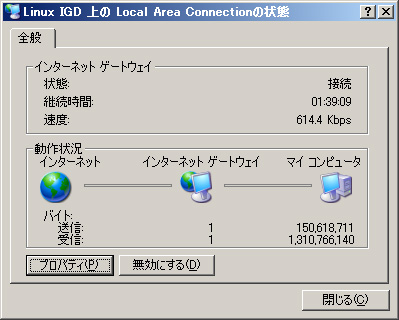 Linux IGD 上の Local Area Connectionの状態
全般
インターネット ゲートウェイ
状態: 接続
継続時間: 01:39:09
速度: 614.4 Kbps
動作状況
インターネット インターネット ゲートウェイ マイ コンピュータ
バイト:
送信: 1 150,618,711
受信: 1 1,310,766,140
プロパティ(P) 無効にする(D)
閉じる(C)